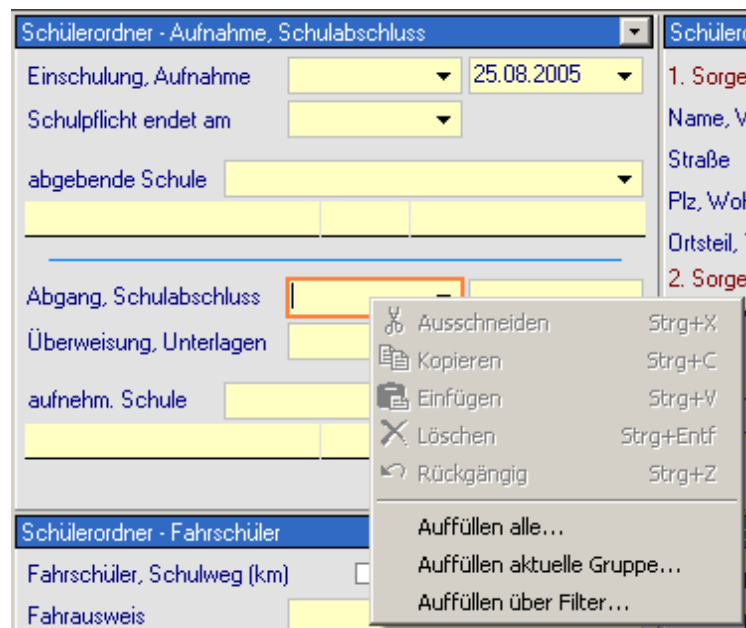 Schülerordner - Aufnahme, Schulabschluss
Einschulung, Aufnahme 25.08.2005
Schulpflicht endet am
abgebende Schule
Abgang, Schulabschluss
Überweisung, Unterlagen
aufnehm. Schule
Ausschneiden Strg+X
Kopieren Strg+C
Einfügen Strg+V
Löschen Strg+Entf
Rückgängig Strg+Z
Auffüllen alle...
Auffüllen aktuelle Gruppe...
Auffüllen über Filter...
Schülerordner - Fahrschüler
Fahrschüler, Schulweg (km)
Fahrausweis
Schülero
1. Sorge
Name, V
Straße
Plz, Woh
Ortsteil,
2. Sorge